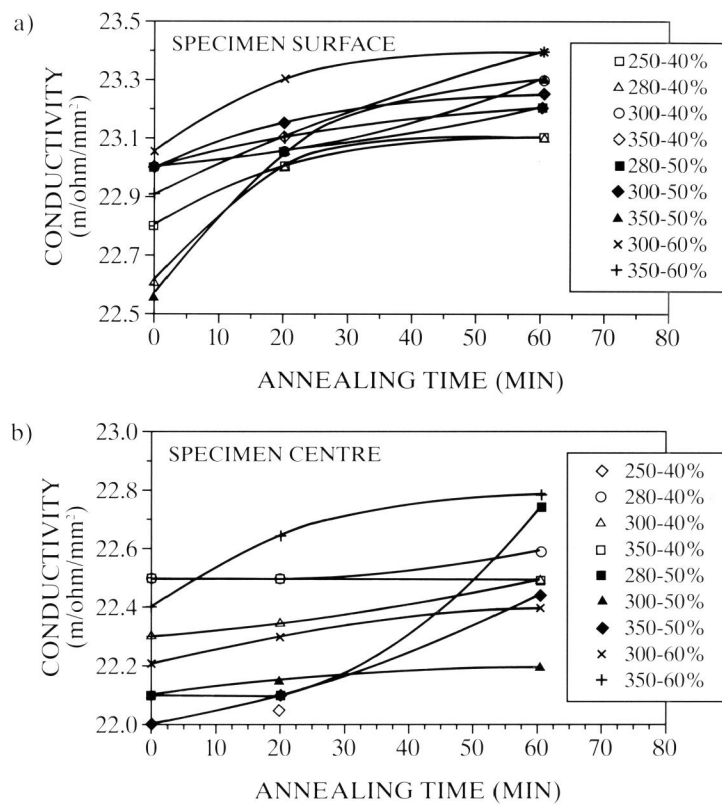 a)
SPECIMEN SURFACE
23.5
23.3
23.1
22.9
22.7
22.5
CONDUCTIVITY
(m/ohm/mm²)
0 10 20 30 40 50 60 70 80
ANNEALING TIME (MIN)
250-40%
280-40%
300-40%
350-40%
280-50%
300-50%
350-50%
300-60%
350-60%
b)
SPECIMEN CENTRE
23.0
22.8
22.6
22.4
22.2
22.0
CONDUCTIVITY
(m/ohm/mm²)
0 10 20 30 40 50 60 70 80
ANNEALING TIME (MIN)
250-40%
280-40%
300-40%
350-40%
280-50%
300-50%
350-50%
300-60%
350-60%